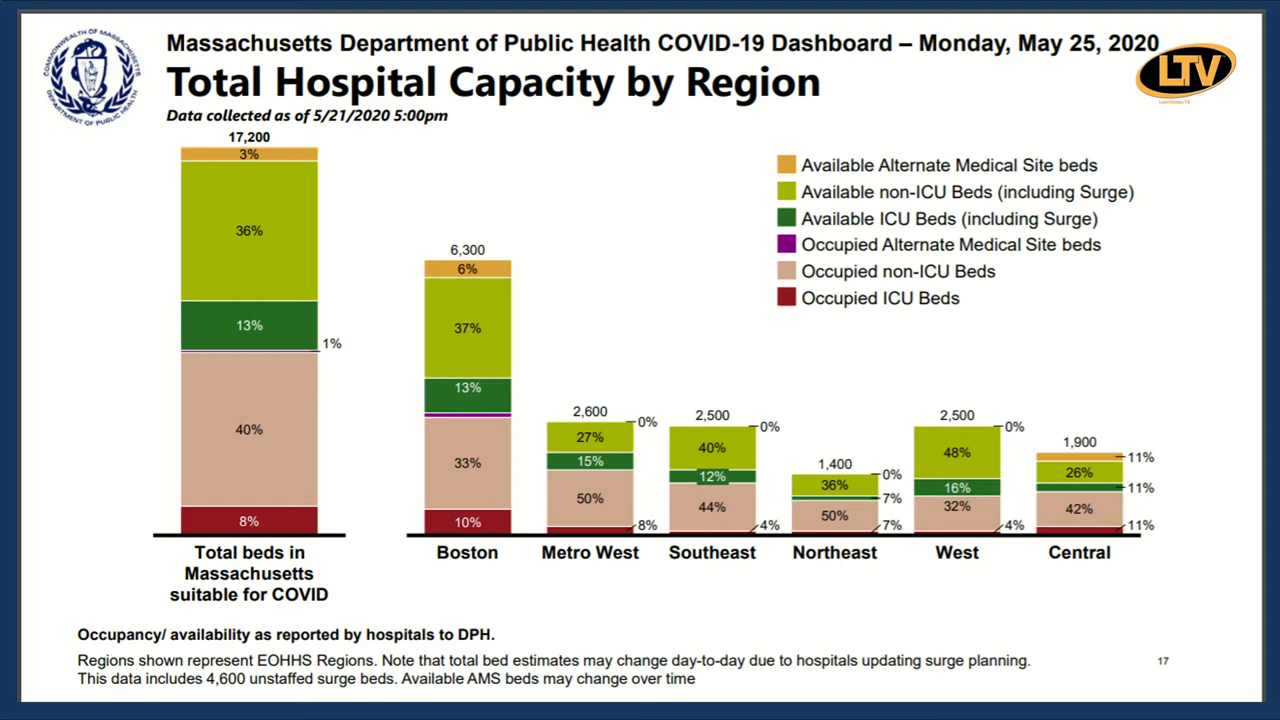 Massachusetts Department of Public Health COVID-19 Dashboard – Monday, May 25, 2020
Total Hospital Capacity by Region
Data collected as of 5/21/2020 5:00pm
COMMONWEALTH OF MASSACHUSETTS
DEPARTMENT OF PUBLIC HEALTH
LTV
17,200
3%
36%
13%
1%
40%
8%
Total beds in
Massachusetts
suitable for COVID
6,300
6%
37%
13%
33%
10%
Boston
2,600
0%
27%
15%
50%
8%
Metro West
2,500
0%
40%
12%
44%
4%
Southeast
1,400
0%
36%
7%
50%
7%
Northeast
2,500
0%
48%
16%
32%
4%
West
1,900
11%
26%
11%
42%
11%
Central
Available Alternate Medical Site beds
Available non-ICU Beds (including Surge)
Available ICU Beds (including Surge)
Occupied Alternate Medical Site beds
Occupied non-ICU Beds
Occupied ICU Beds
Occupancy/ availability as reported by hospitals to DPH.
Regions shown represent EOHHS Regions. Note that total bed estimates may change day-to-day due to hospitals updating surge planning.
This data includes 4,600 unstaffed surge beds. Available AMS beds may change over time
17